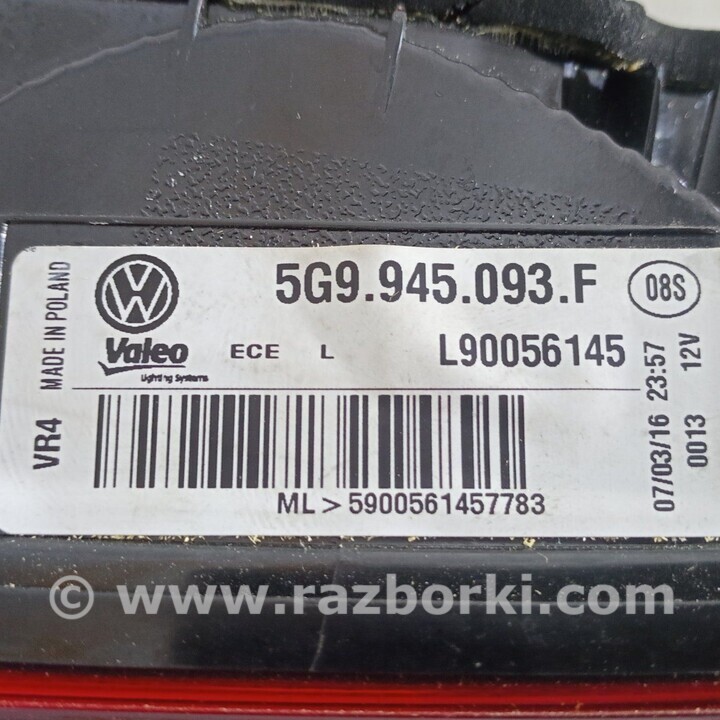 5G9.945.093.F
08S
VW
Valeo
Lighting Systems
ECE L
L90056145
ML > 5900561457783
VR4
MADE IN POLAND
07/03/16 23:57
0013 12V
© www.razborki.com